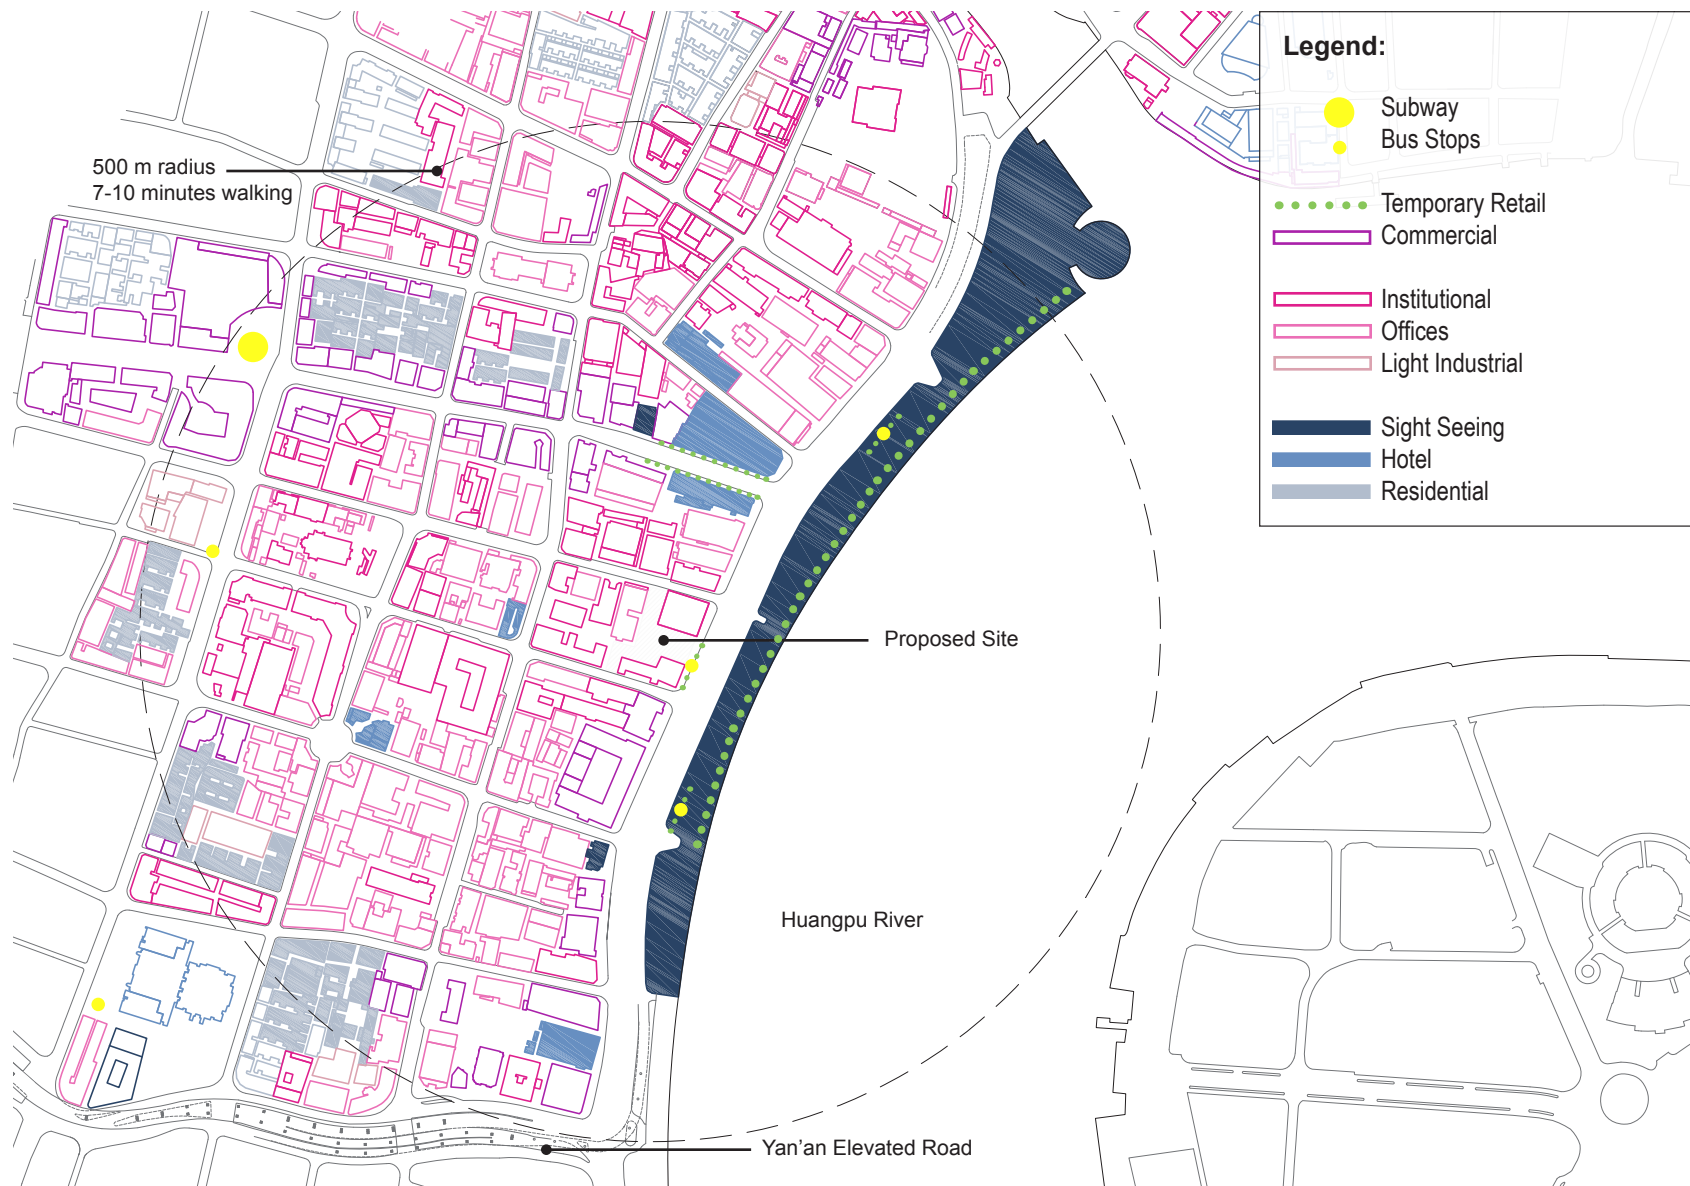 Legend:
Subway
Bus Stops
Temporary Retail
Commercial
Institutional
Offices
Light Industrial
Sight Seeing
Hotel
Residential
500 m radius
7-10 minutes walking
Proposed Site
Huangpu River
Yan'an Elevated Road